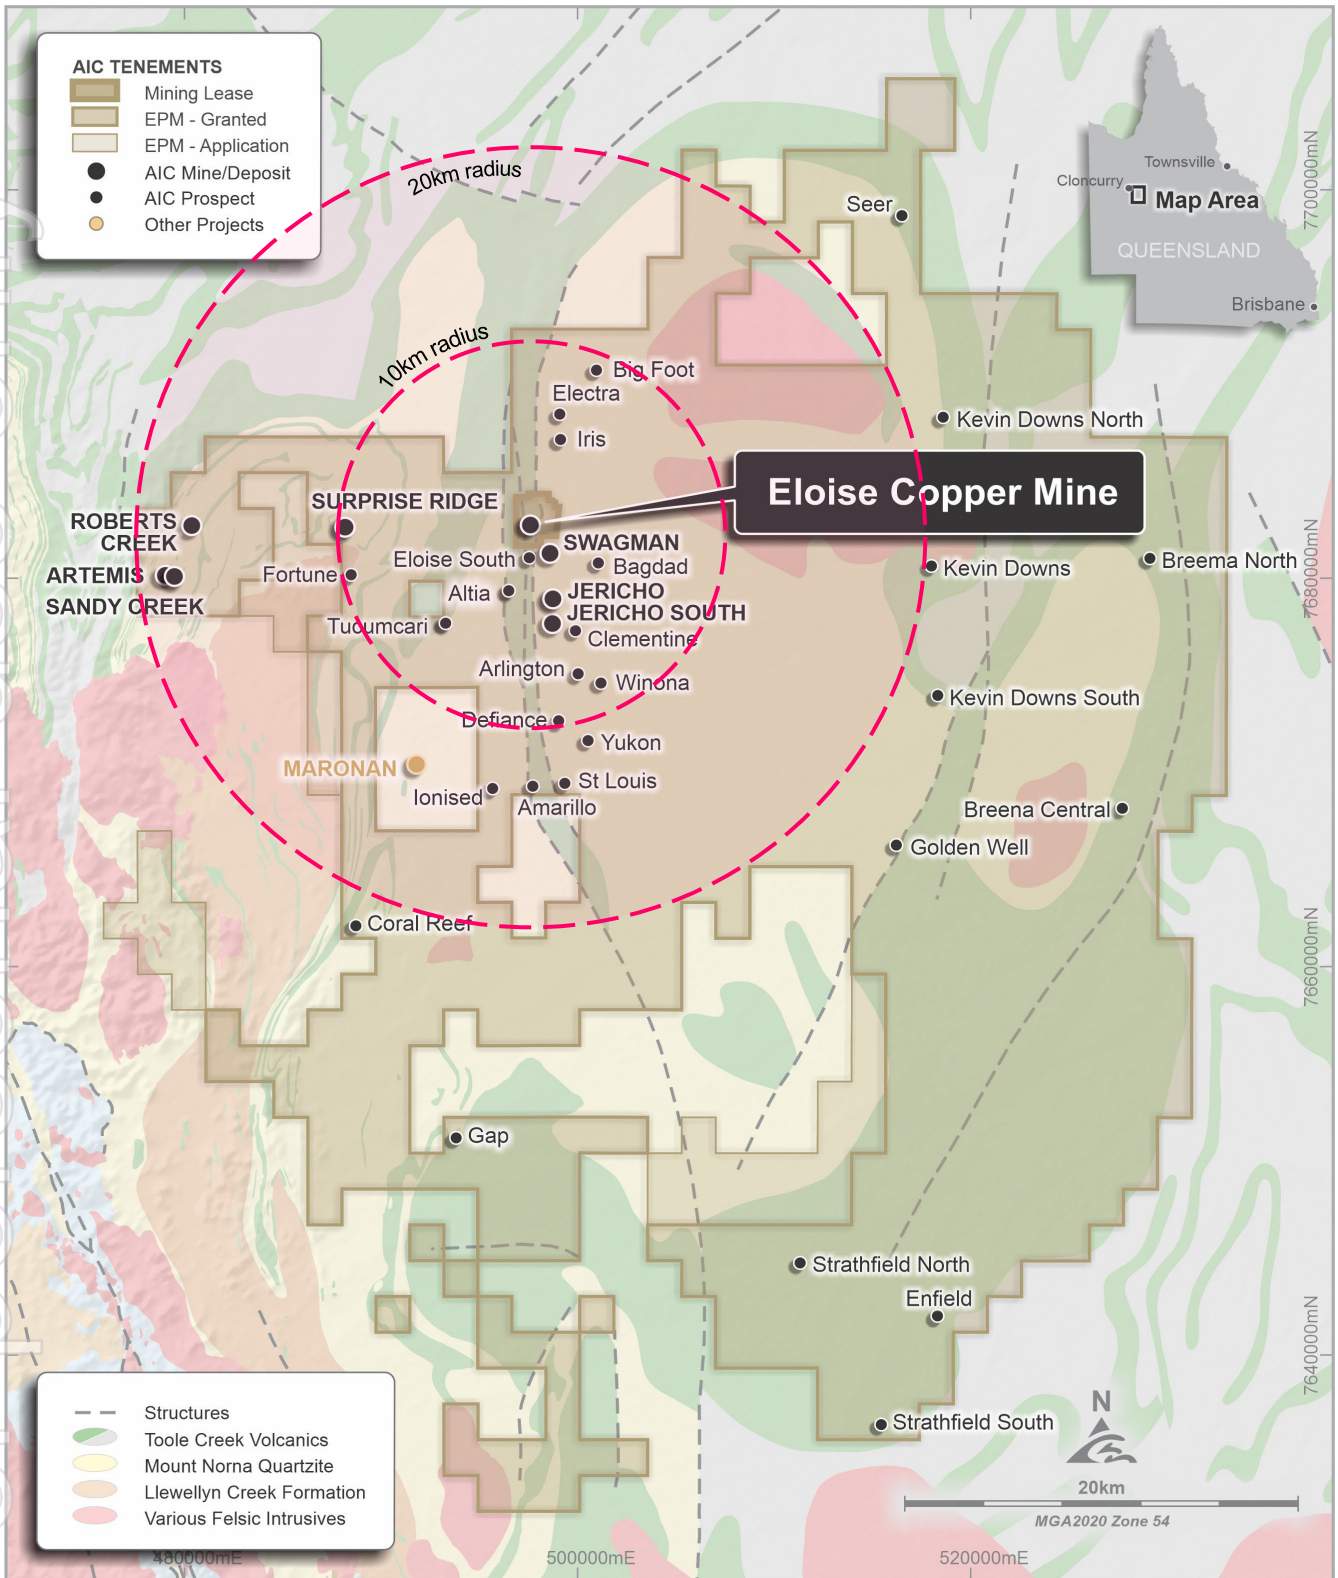 AIC TENEMENTS
Mining Lease
EPM - Granted
EPM - Application
AIC Mine/Deposit
AIC Prospect
Other Projects
20km radius
10km radius
Seer
Townsville
Cloncurry
Map Area
QUEENSLAND
Brisbane
7700000mN
Big Foot
Electra
Iris
Kevin Downs North
SURPRISE RIDGE
Eloise Copper Mine
ROBERTS
CREEK
SWAGMAN
Eloise South
Bagdad
Kevin Downs
Breema North
7680000mN
ARTEMIS
Fortune
SANDY CREEK
Altia
JERICHO
JERICHO SOUTH
Tucumcari
Clementine
Arlington
Winona
Kevin Downs South
Defiance
Yukon
MARONAN
Ionised
St Louis
Amarillo
Breena Central
Golden Well
Coral Reef
7660000mN
Gap
Strathfield North
Enfield
7640000mN
Strathfield South
Structures
Toole Creek Volcanics
Mount Norna Quartzite
Llewellyn Creek Formation
Various Felsic Intrusives
N
20km
MGA2020 Zone 54
480000mE
500000mE
520000mE